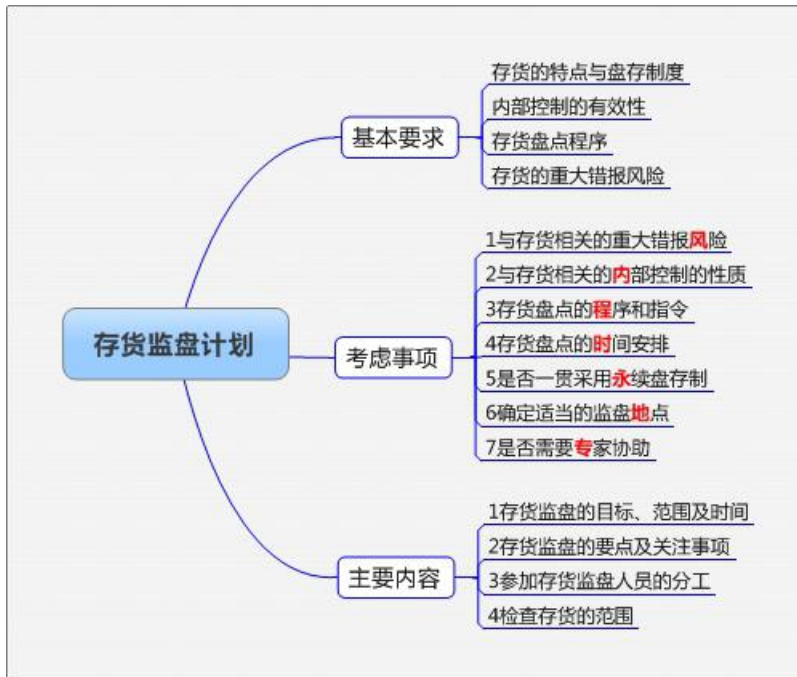 存货监盘计划
基本要求
存货的特点与盘存制度
内部控制的有效性
存货盘点程序
存货的重大错报风险
考虑事项
1与存货相关的重大错报风险
2与存货相关的内部控制的性质
3存货盘点的程序和指令
4存货盘点的时间安排
5是否一贯采用永续盘存制
6确定适当的监盘地点
7是否需要专家协助
主要内容
1存货监盘的目标、范围及时间
2存货监盘的要点及关注事项
3参加存货监盘人员的分工
4检查存货的范围